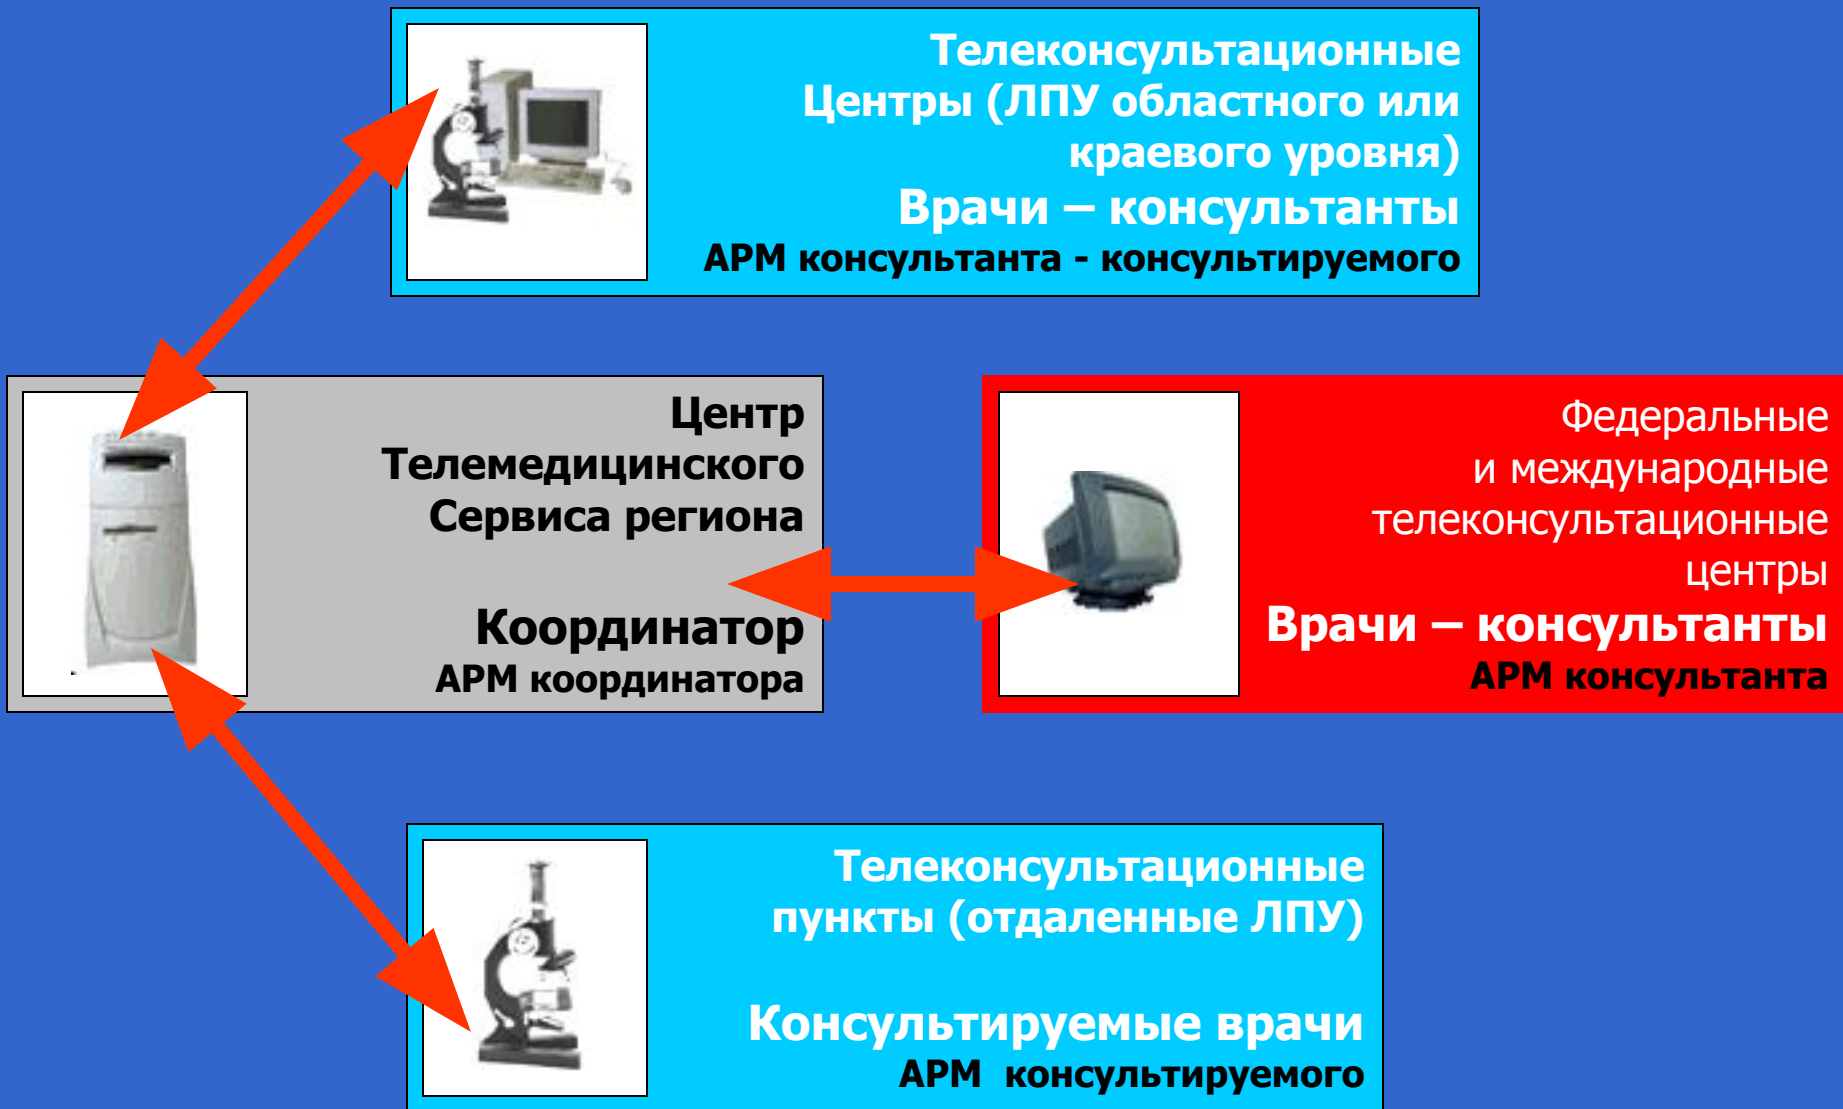 Телеконсультационные
Центры (ЛПУ областного или
краевого уровня)
Врачи – консультанты
АРМ консультанта - консультируемого
Центр
Телемедицинского
Сервиса региона
Координатор
АРМ координатора
Федеральные
и международные
телеконсультационные
центры
Врачи – консультанты
АРМ консультанта
Телеконсультационные
пункты (отдаленные ЛПУ)
Консультируемые врачи
АРМ  консультируемого